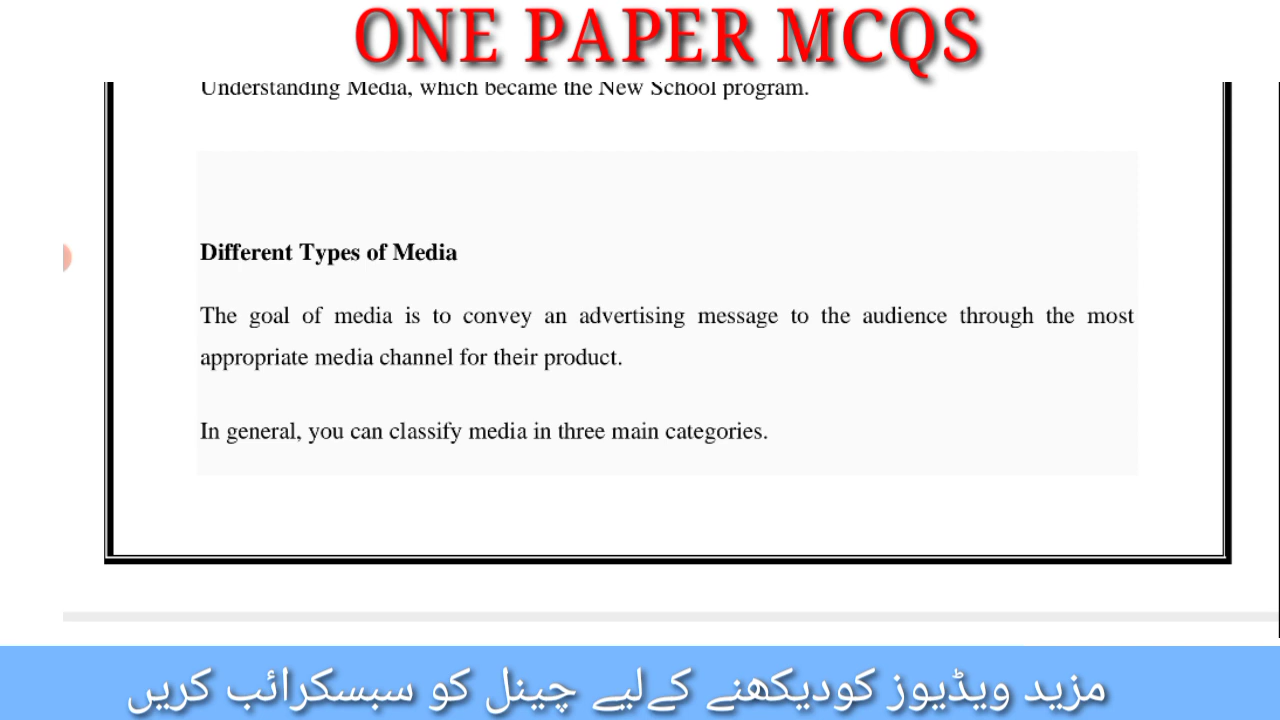 ONE PAPER MCQS
Understanding Media, which became the New School program.
Different Types of Media
The goal of media is to convey an advertising message to the audience through the most
appropriate media channel for their product.
In general, you can classify media in three main categories.
مزید ویڈیوز کودیکھنے کےلیے چینل کو سبسکرائب کریں